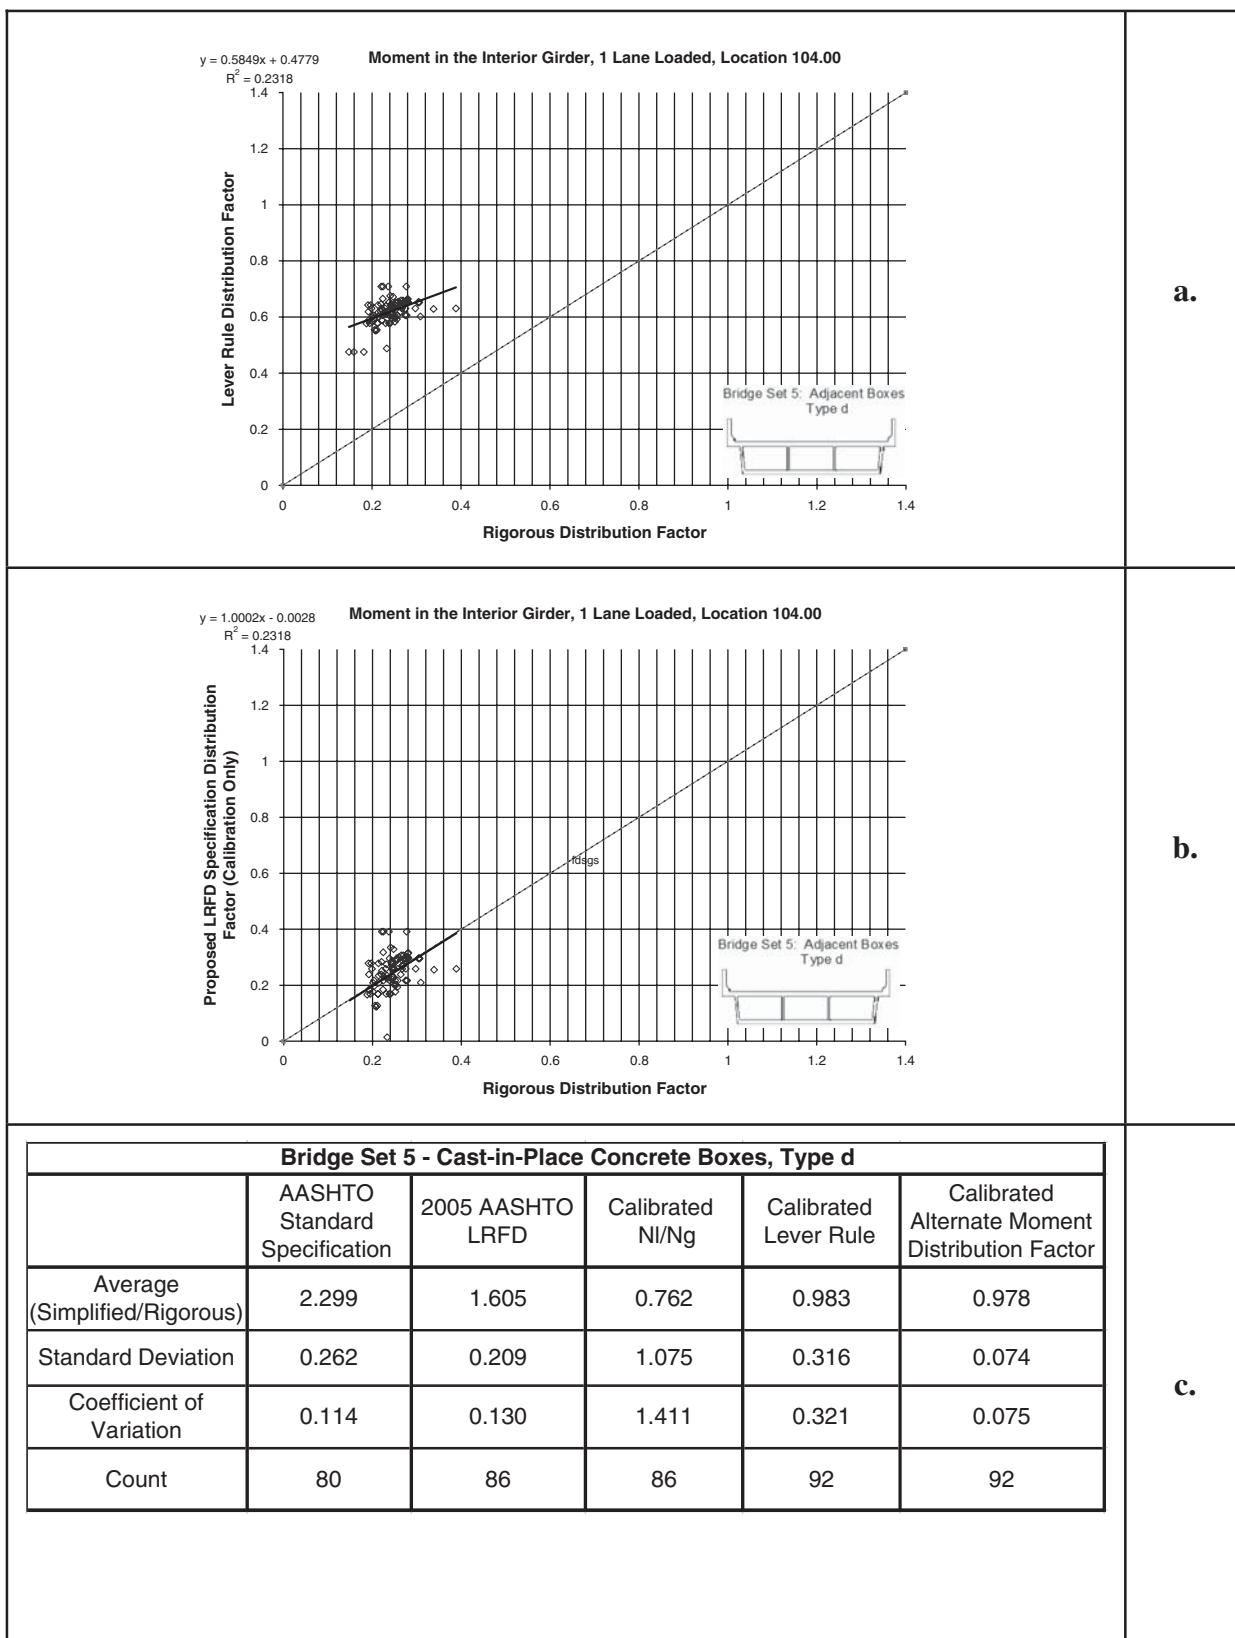 y = 0.5849x + 0.4779
R² = 0.2318
Moment in the Interior Girder, 1 Lane Loaded, Location 104.00
1.4
1.2
1
0.8
0.6
0.4
0.2
0
Lever Rule Distribution Factor
Bridge Set 5: Adjacent Boxes
Type d
0 0.2 0.4 0.6 0.8 1 1.2 1.4
Rigorous Distribution Factor
a.
y = 1.0002x - 0.0028
R² = 0.2318
Moment in the Interior Girder, 1 Lane Loaded, Location 104.00
1.4
1.2
1
0.8
0.6
0.4
0.2
0
Proposed LRFD Specification Distribution
Factor (Calibration Only)
fdsgs
Bridge Set 5: Adjacent Boxes
Type d
0 0.2 0.4 0.6 0.8 1 1.2 1.4
Rigorous Distribution Factor
b.
Bridge Set 5 - Cast-in-Place Concrete Boxes, Type d
AASHTO
Standard
Specification
2005 AASHTO
LRFD
Calibrated
Nl/Ng
Calibrated
Lever Rule
Calibrated
Alternate Moment
Distribution Factor
Average
(Simplified/Rigorous)
2.299 1.605 0.762 0.983 0.978
Standard Deviation 0.262 0.209 1.075 0.316 0.074
Coefficient of
Variation
0.114 0.130 1.411 0.321 0.075
Count 80 86 86 92 92
c.